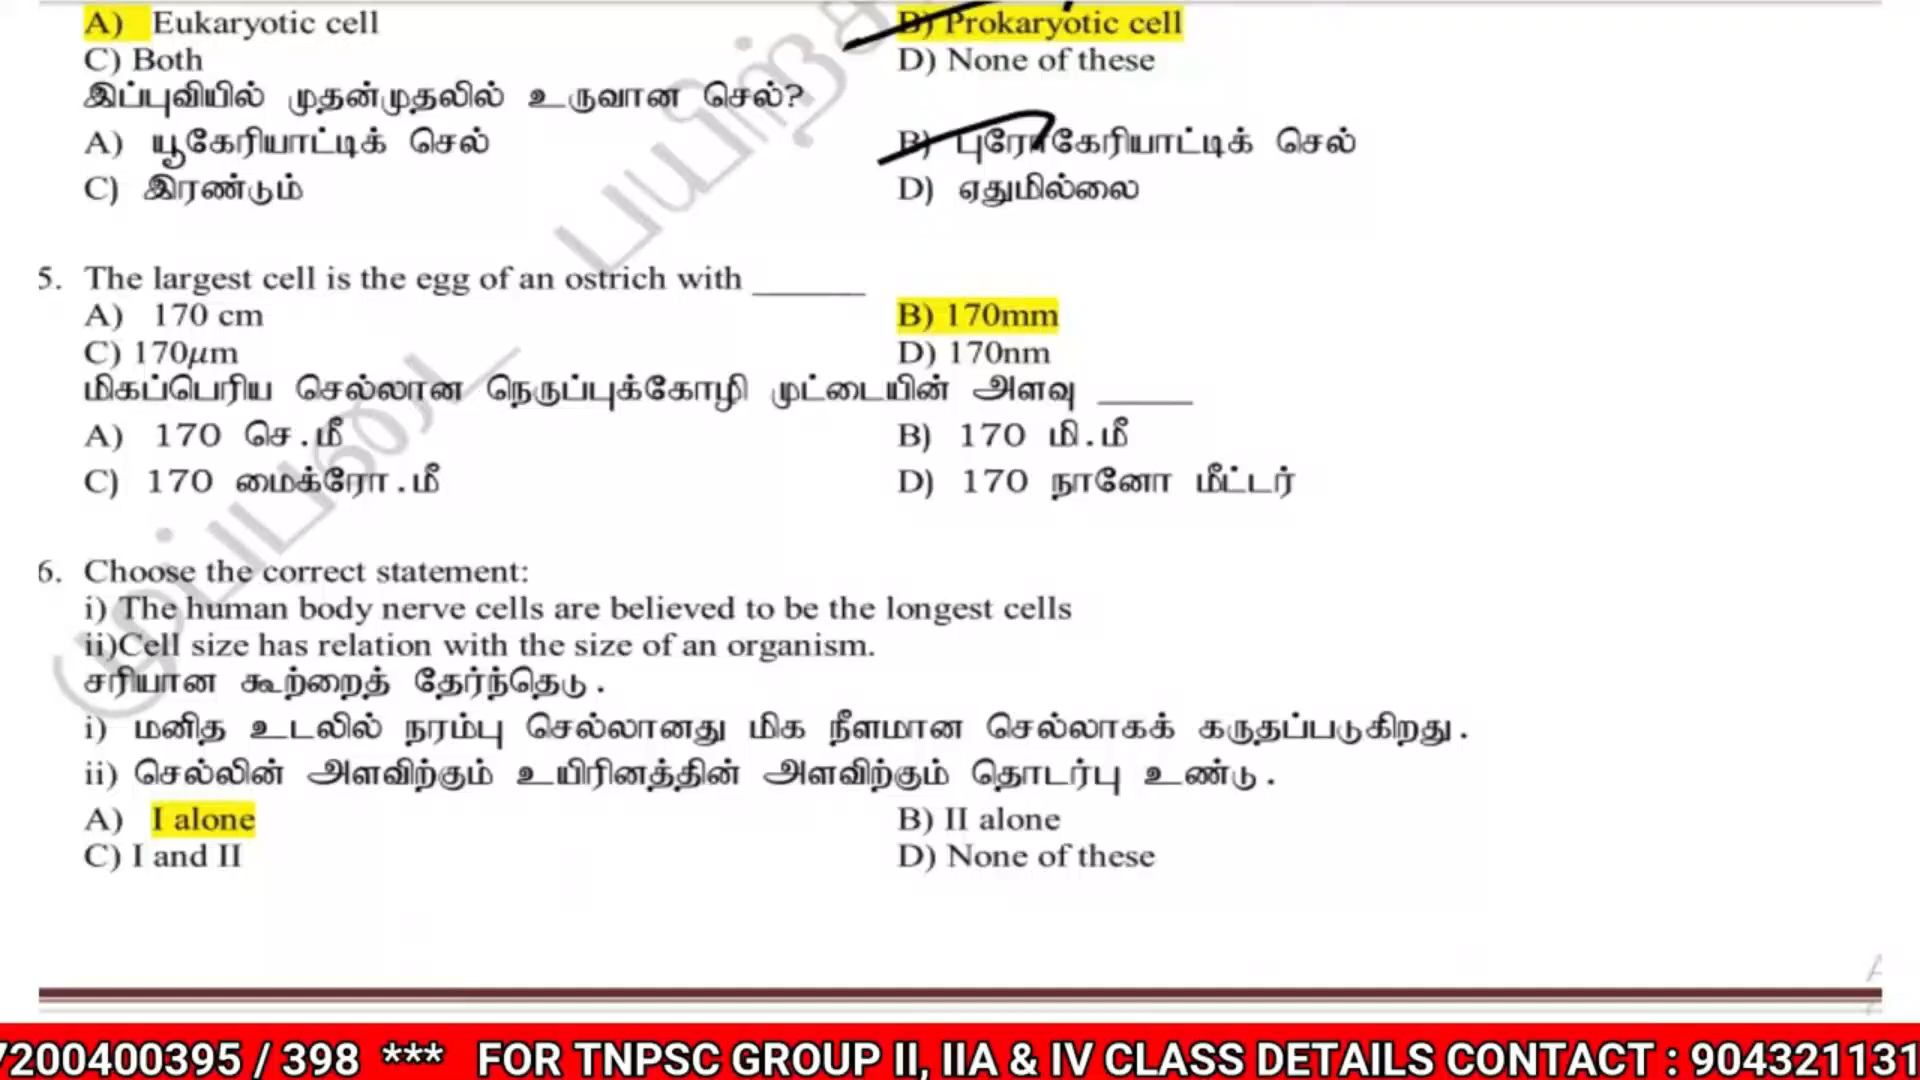 A) Eukaryotic cell B) Prokaryotic cell
C) Both D) None of these
இப்புவியில் முதன்முதலில் உருவான செல்?
A) யூகேரியாட்டிக் செல் B) புரோகேரியாட்டிக் செல்
C) இரண்டும் D) ஏதுமில்லை
5. The largest cell is the egg of an ostrich with ______
A) 170 cm B) 170mm
C) 170μm D) 170nm
மிகப்பெரிய செல்லான நெருப்புக்கோழி முட்டையின் அளவு _____
A) 170 செ.மீ B) 170 மி.மீ
C) 170 மைக்ரோ.மீ D) 170 நானோ மீட்டர்
6. Choose the correct statement:
i) The human body nerve cells are believed to be the longest cells
ii)Cell size has relation with the size of an organism.
சரியான கூற்றைத் தேர்ந்தெடு.
i) மனித உடலில் நரம்பு செல்லானது மிக நீளமான செல்லாகக் கருதப்படுகிறது.
ii) செல்லின் அளவிற்கும் உயிரினத்தின் அளவிற்கும் தொடர்பு உண்டு.
A) I alone B) II alone
C) I and II D) None of these
7200400395 / 398 *** FOR TNPSC GROUP II, IIA & IV CLASS DETAILS CONTACT : 904321131